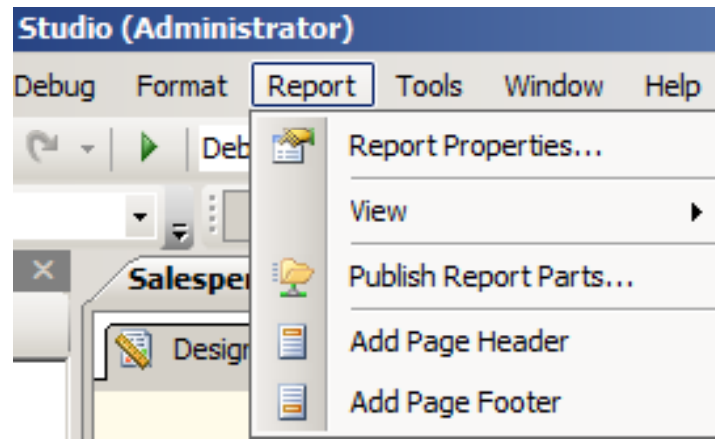 Studio (Administrator)
Debug Format Report Tools Window Help
Deb
Report Properties...
View
Salesper
Publish Report Parts...
Design
Add Page Header
Add Page Footer